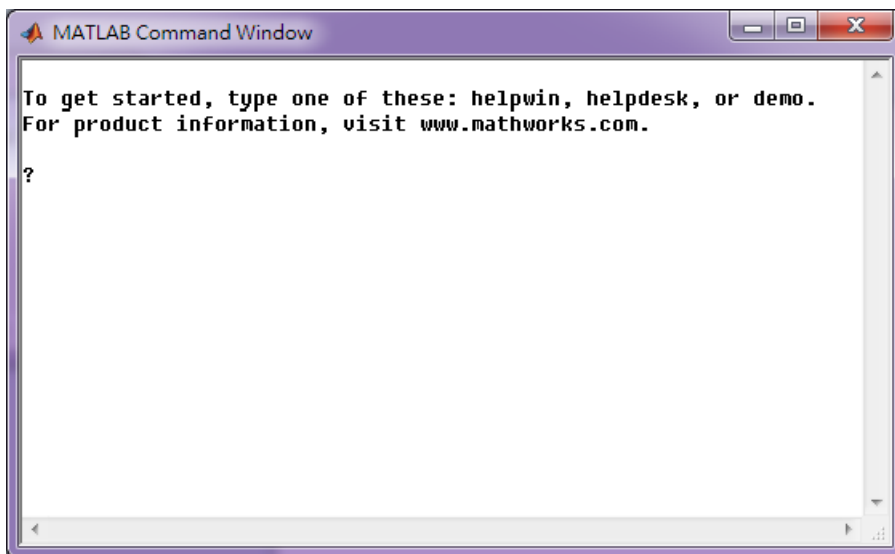 MATLAB Command Window
To get started, type one of these: helpwin, helpdesk, or demo.
For product information, visit www.mathworks.com.
?